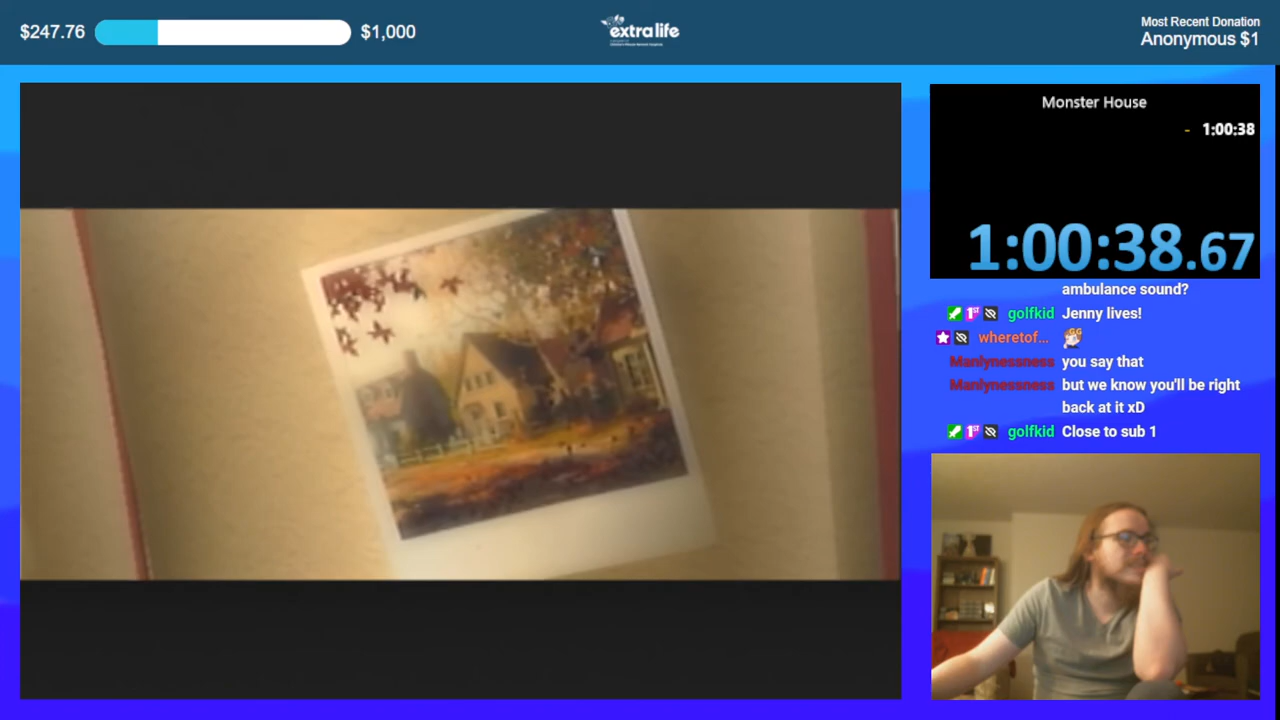 $247.76
$1,000
extralife
Most Recent Donation
Anonymous $1
Monster House
- 1:00:38
1:00:38.67
ambulance sound?
golfkid Jenny lives!
wheretof...
Manlynessness you say that
Manlynessness but we know you'll be right
back at it xD
golfkid Close to sub 1